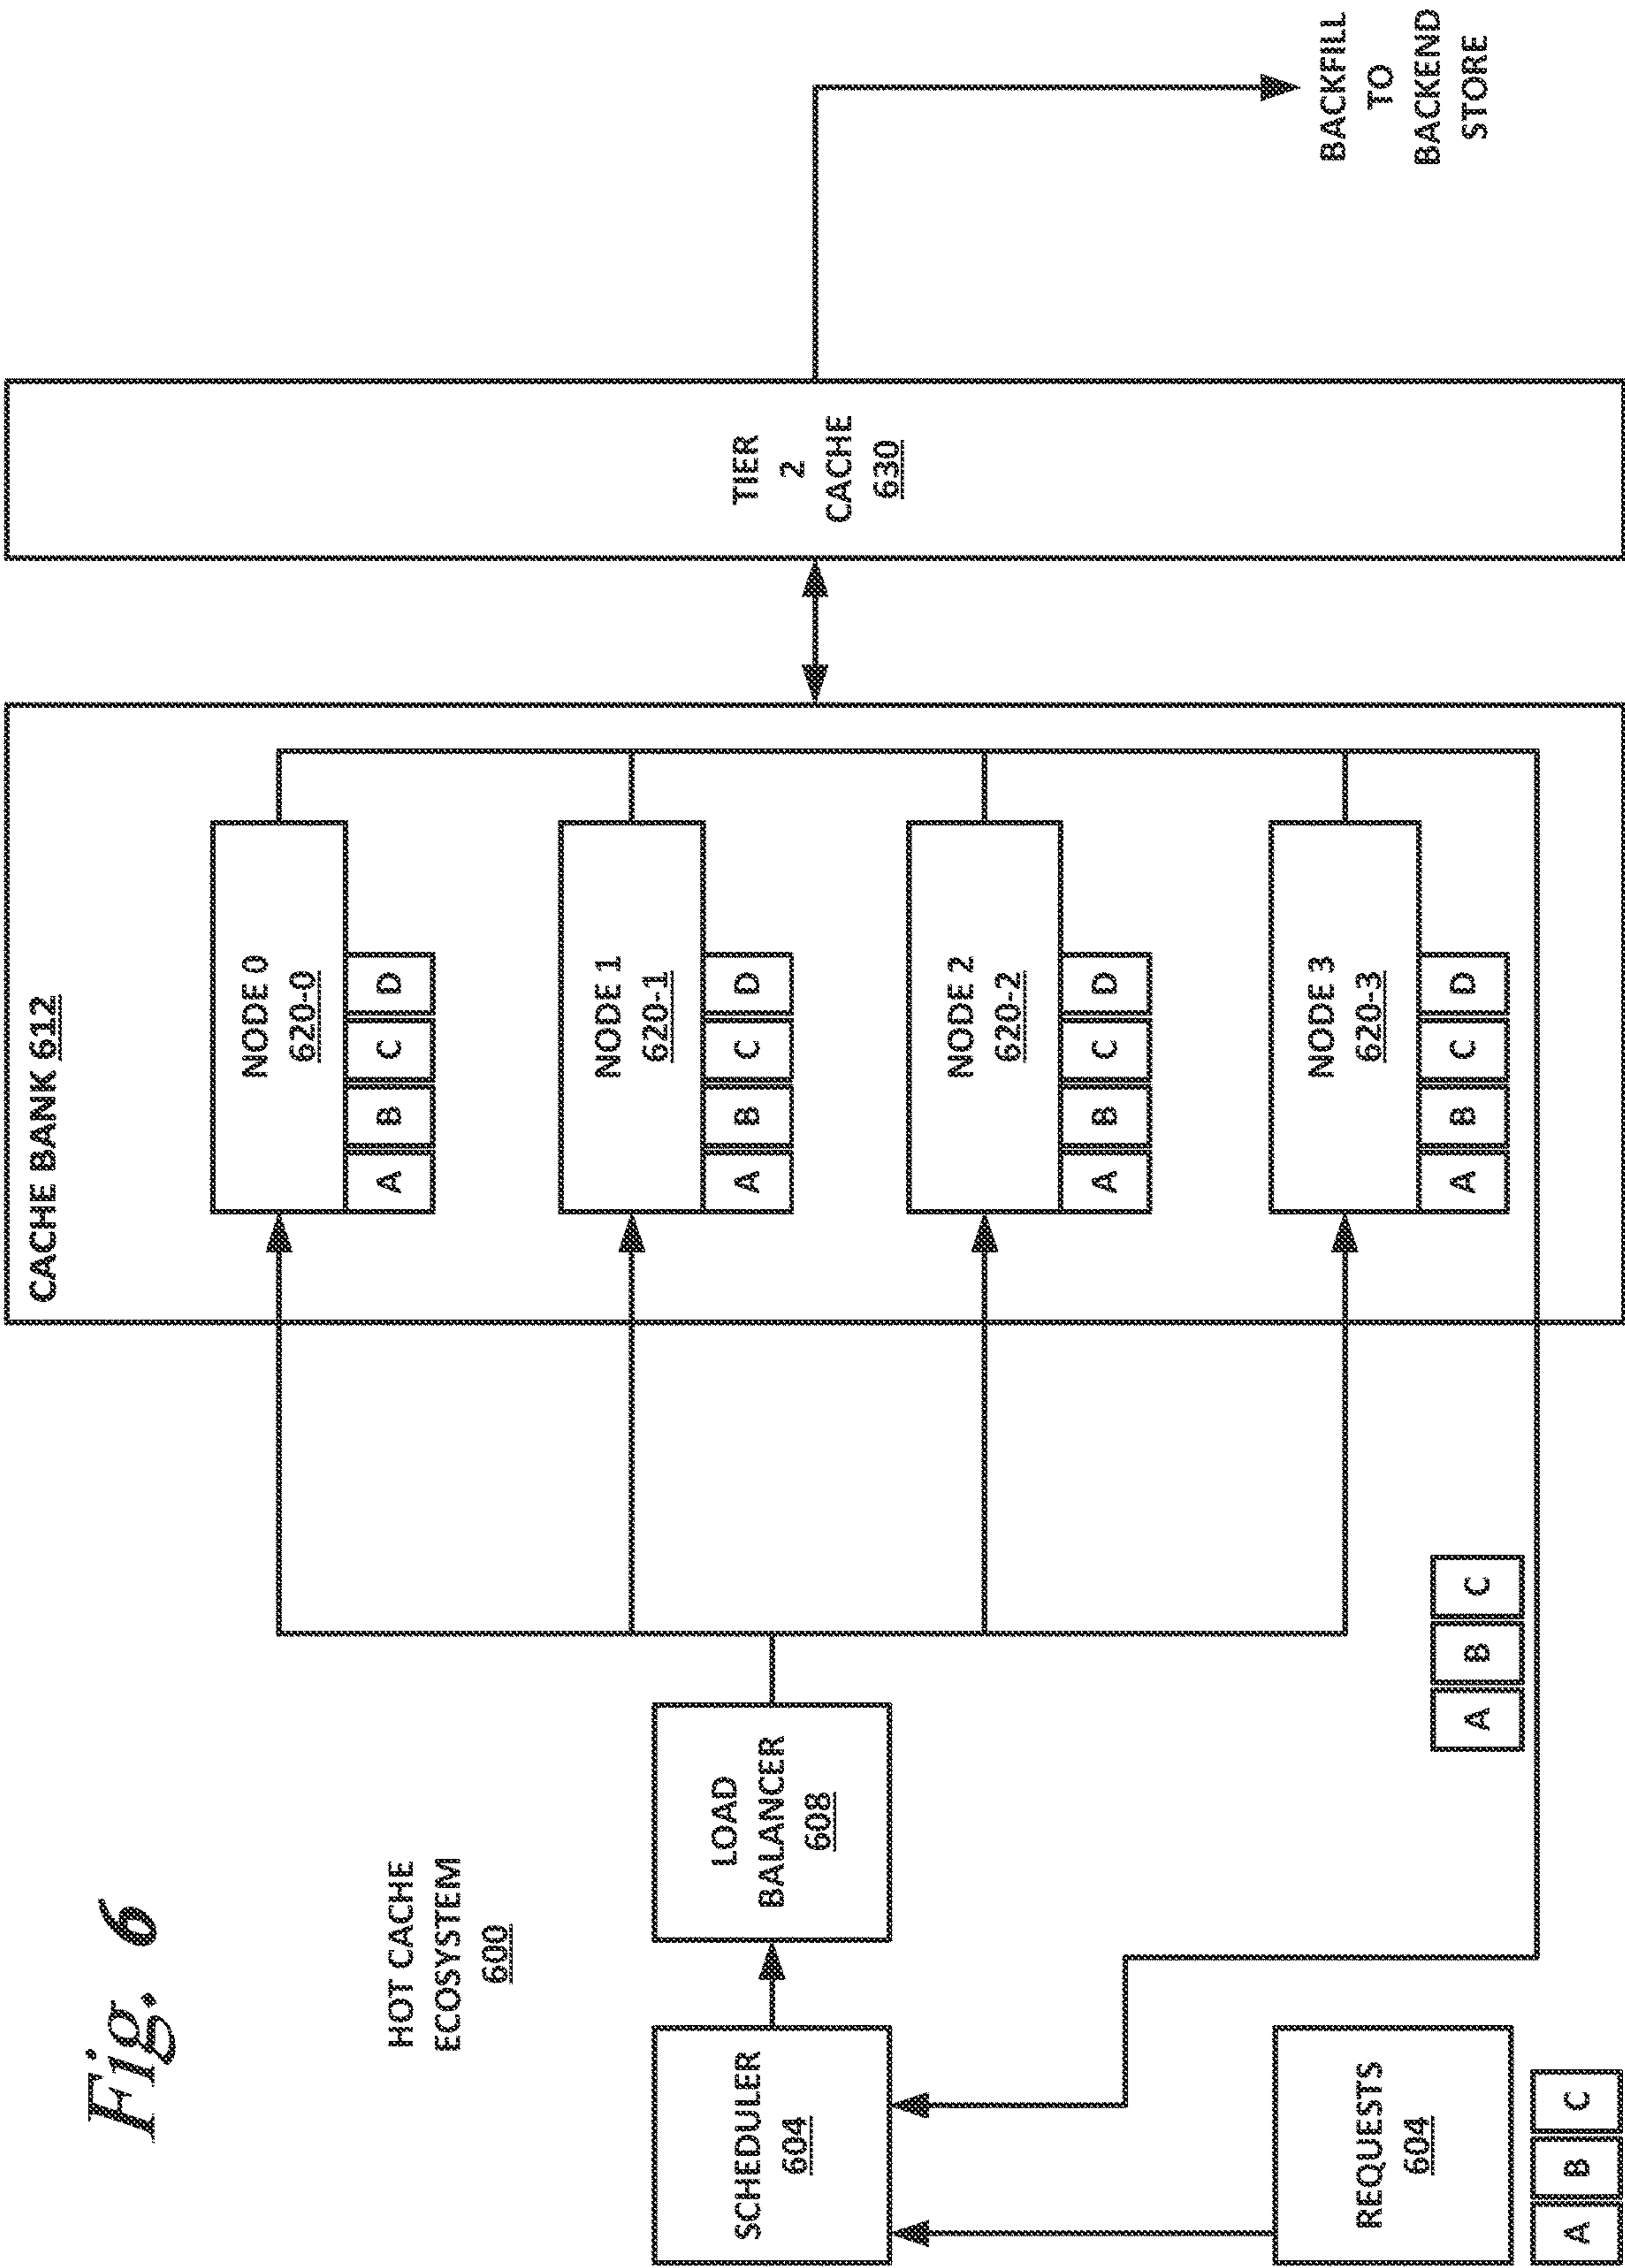 Fig. 6
HOT CACHE
ECOSYSTEM
600
SCHEDULER
604
REQUESTS
604
A B C
LOAD
BALANCER
608
A B C
CACHE BANK 612
NODE 0
620-0
A B C D
NODE 1
620-1
A B C D
NODE 2
620-2
A B C D
NODE 3
620-3
A B C D
TIER
2
CACHE
630
BACKFILL
TO
BACKEND
STORE